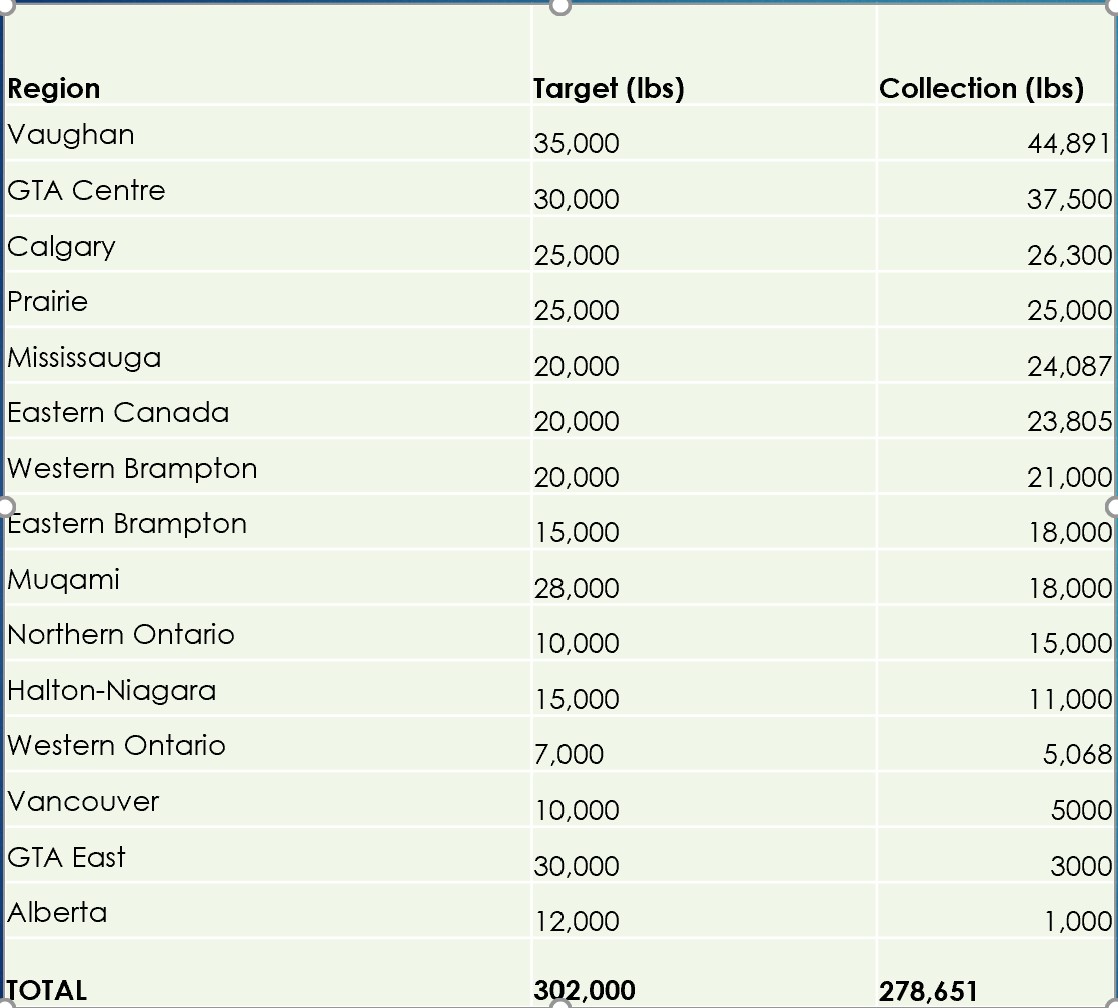 Region Target (lbs) Collection (lbs)
Vaughan 35,000 44,891
GTA Centre 30,000 37,500
Calgary 25,000 26,300
Prairie 25,000 25,000
Mississauga 20,000 24,087
Eastern Canada 20,000 23,805
Western Brampton 20,000 21,000
Eastern Brampton 15,000 18,000
Muqami 28,000 18,000
Northern Ontario 10,000 15,000
Halton-Niagara 15,000 11,000
Western Ontario 7,000 5,068
Vancouver 10,000 5000
GTA East 30,000 3000
Alberta 12,000 1,000
TOTAL 302,000 278,651